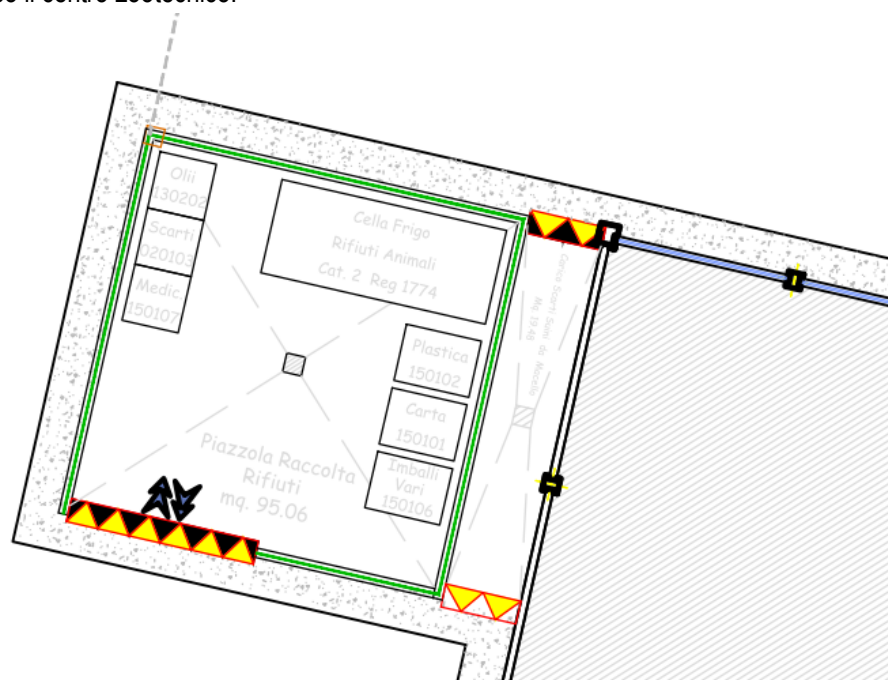 Olii
130202
Scarti
020103
Medic.
150107
Cella Frigo
Rifiuti Animali
Cat. 2 Reg 1774
Plastica
150102
Carta
150101
Imballi
Vari
150106
Piazzola Raccolta
Rifiuti
mq. 95.06